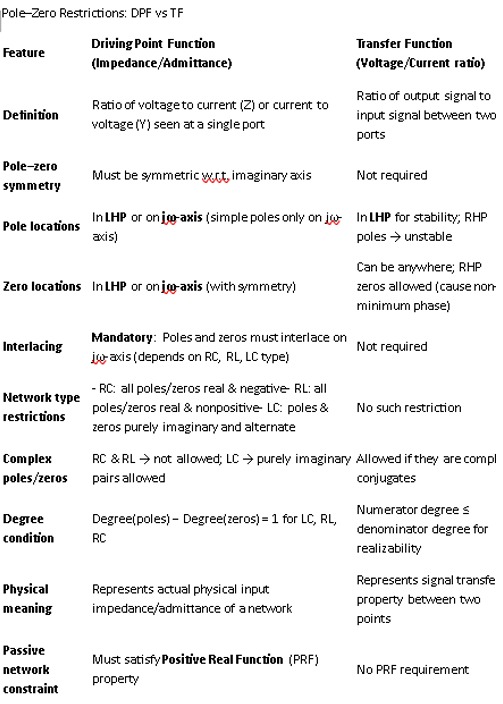 Pole–Zero Restrictions: DPF vs TF
Feature
Driving Point Function
(Impedance/Admittance)
Transfer Function
(Voltage/Current ratio)
Definition
Ratio of voltage to current (Z) or current to
voltage (Y) seen at a single port
Ratio of output signal to
input signal between two
ports
Pole–zero
symmetry
Must be symmetric w.r.t. imaginary axis
Not required
Pole locations
In LHP or on jω-axis (simple poles only on jω-
axis)
In LHP for stability; RHP
poles → unstable
Zero locations
In LHP or on jω-axis (with symmetry)
Can be anywhere; RHP
zeros allowed (cause non-
minimum phase)
Interlacing
Mandatory: Poles and zeros must interlace on
jω-axis (depends on RC, RL, LC type)
Not required
Network type
restrictions
- RC: all poles/zeros real & negative- RL: all
poles/zeros real & nonpositive- LC: poles &
zeros purely imaginary and alternate
No such restriction
Complex
poles/zeros
RC & RL → not allowed; LC → purely imaginary
pairs allowed
Allowed if they are compl
conjugates
Degree
condition
Degree(poles) – Degree(zeros) = 1 for LC, RL,
RC
Numerator degree ≤
denominator degree for
realizability
Physical
meaning
Represents actual physical input
impedance/admittance of a network
Represents signal transfe
property between two
points
Passive
network
constraint
Must satisfy Positive Real Function (PRF)
property
No PRF requirement